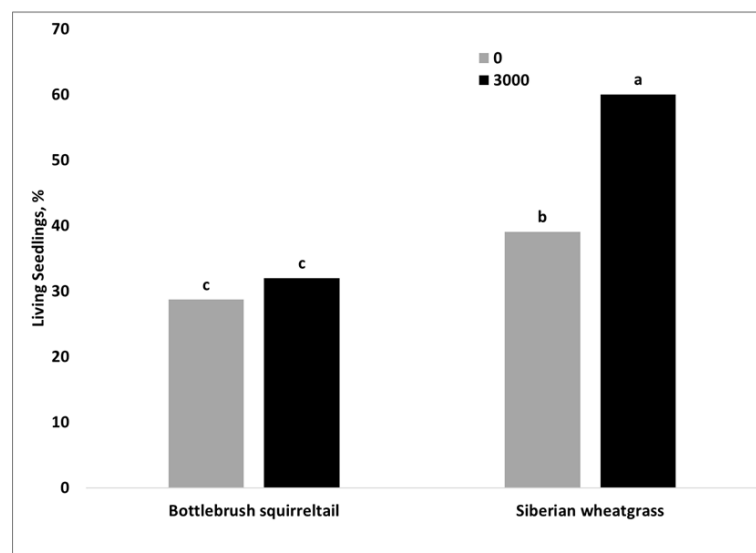 70
0
3000
a
60
50
Living Seedlings, %
40
b
c
c
30
20
10
0
Bottlebrush squirreltail
Siberian wheatgrass